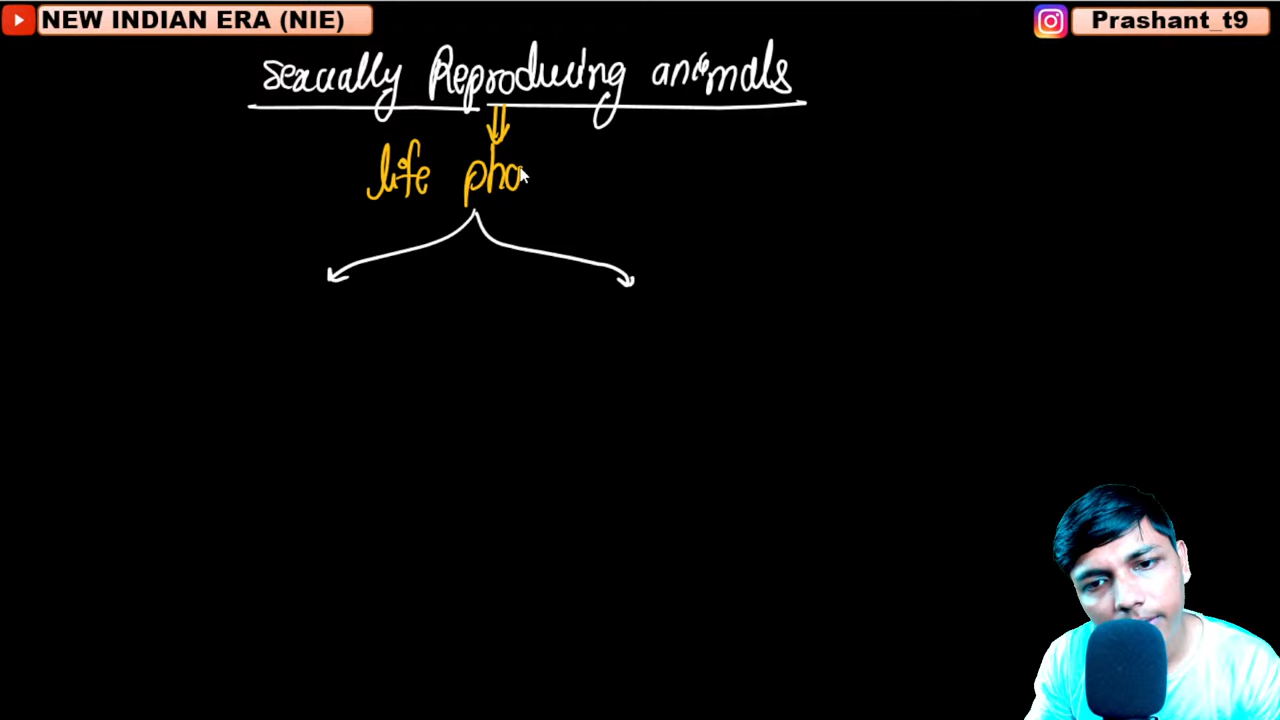 NEW INDIAN ERA (NIE)
Prashant_t9
Sexually Reproducing animals
life pha